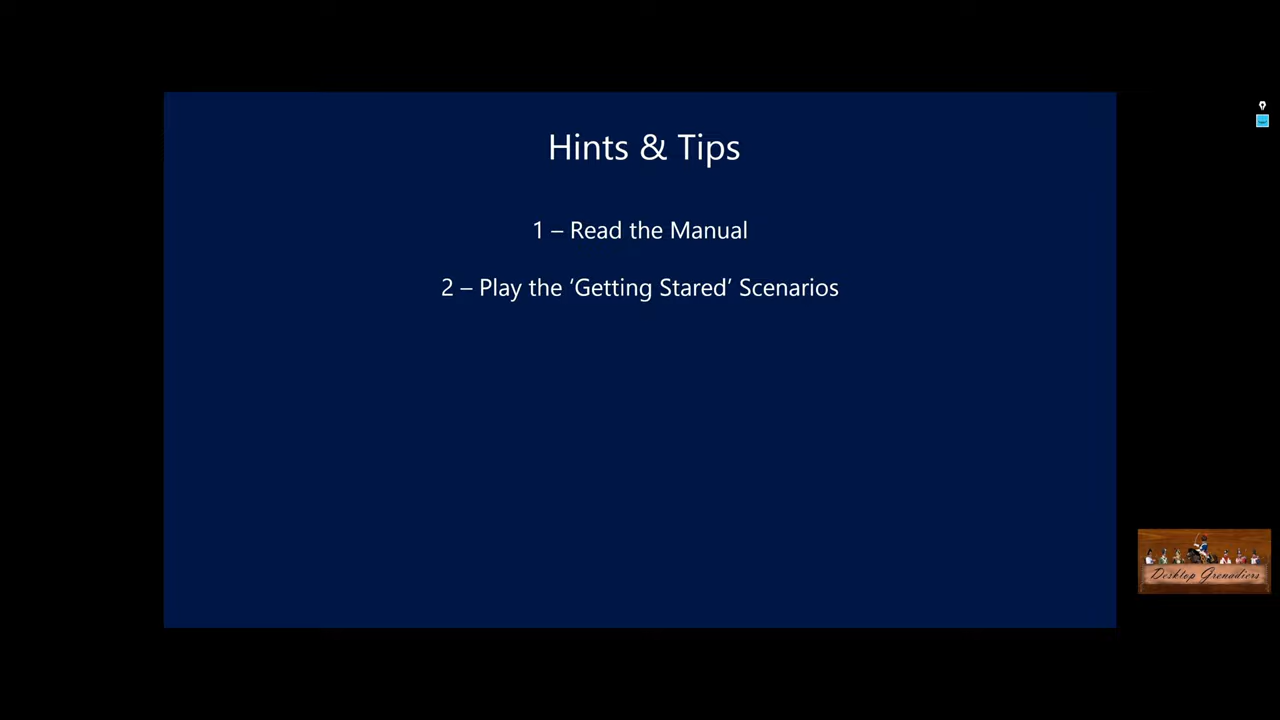 Hints & Tips
1 – Read the Manual
2 – Play the ‘Getting Stared’ Scenarios
Desktop Grenadiers